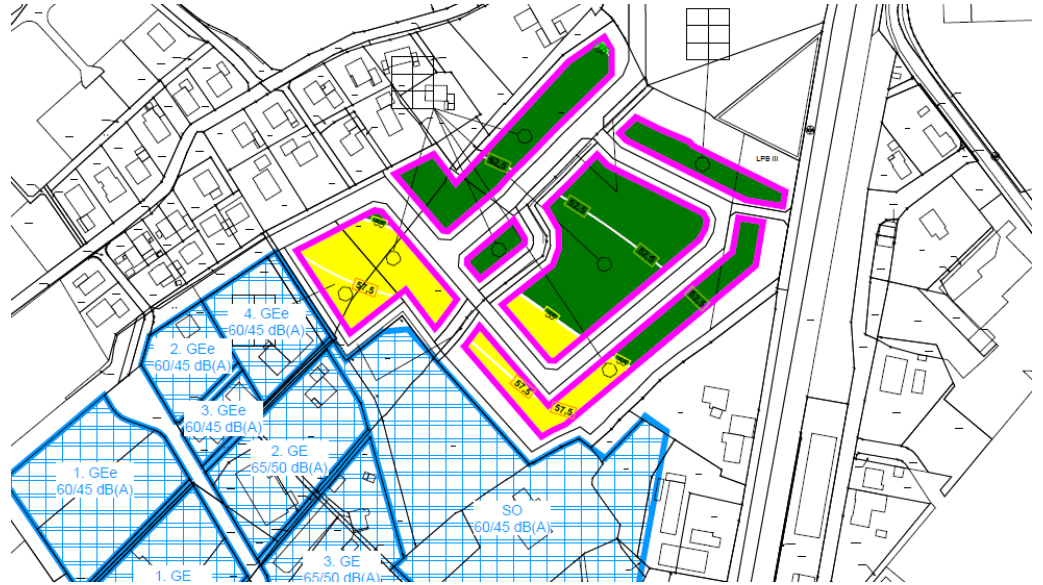 LPB III
52,5
52,5
52,5
52,5
57,5
57,5
57,5
4. GEe
60/45 dB(A)
2. GEe
60/45 dB(A)
3. GEe
60/45 dB(A)
2. GE
65/50 dB(A)
1. GEe
60/45 dB(A)
SO
60/45 dB(A)
3. GE
65/50 dB(A)
1. GE